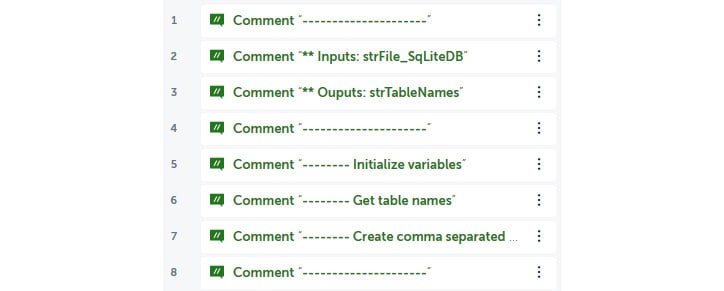 1 // Comment "---------------------"
2 // Comment "** Inputs: strFile_SqLiteDB"
3 // Comment "** Ouputs: strTableNames"
4 // Comment "---------------------"
5 // Comment "-------- Initialize variables"
6 // Comment "-------- Get table names"
7 // Comment "-------- Create comma separated ...
8 // Comment "---------------------"